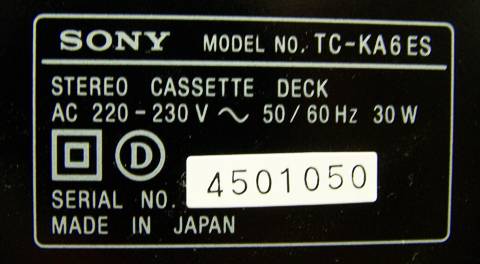 SONY MODEL NO. TC-KA6ES
STEREO CASSETTE DECK
AC 220-230V ~ 50/60Hz 30W
D
SERIAL NO. 4501050
MADE IN JAPAN